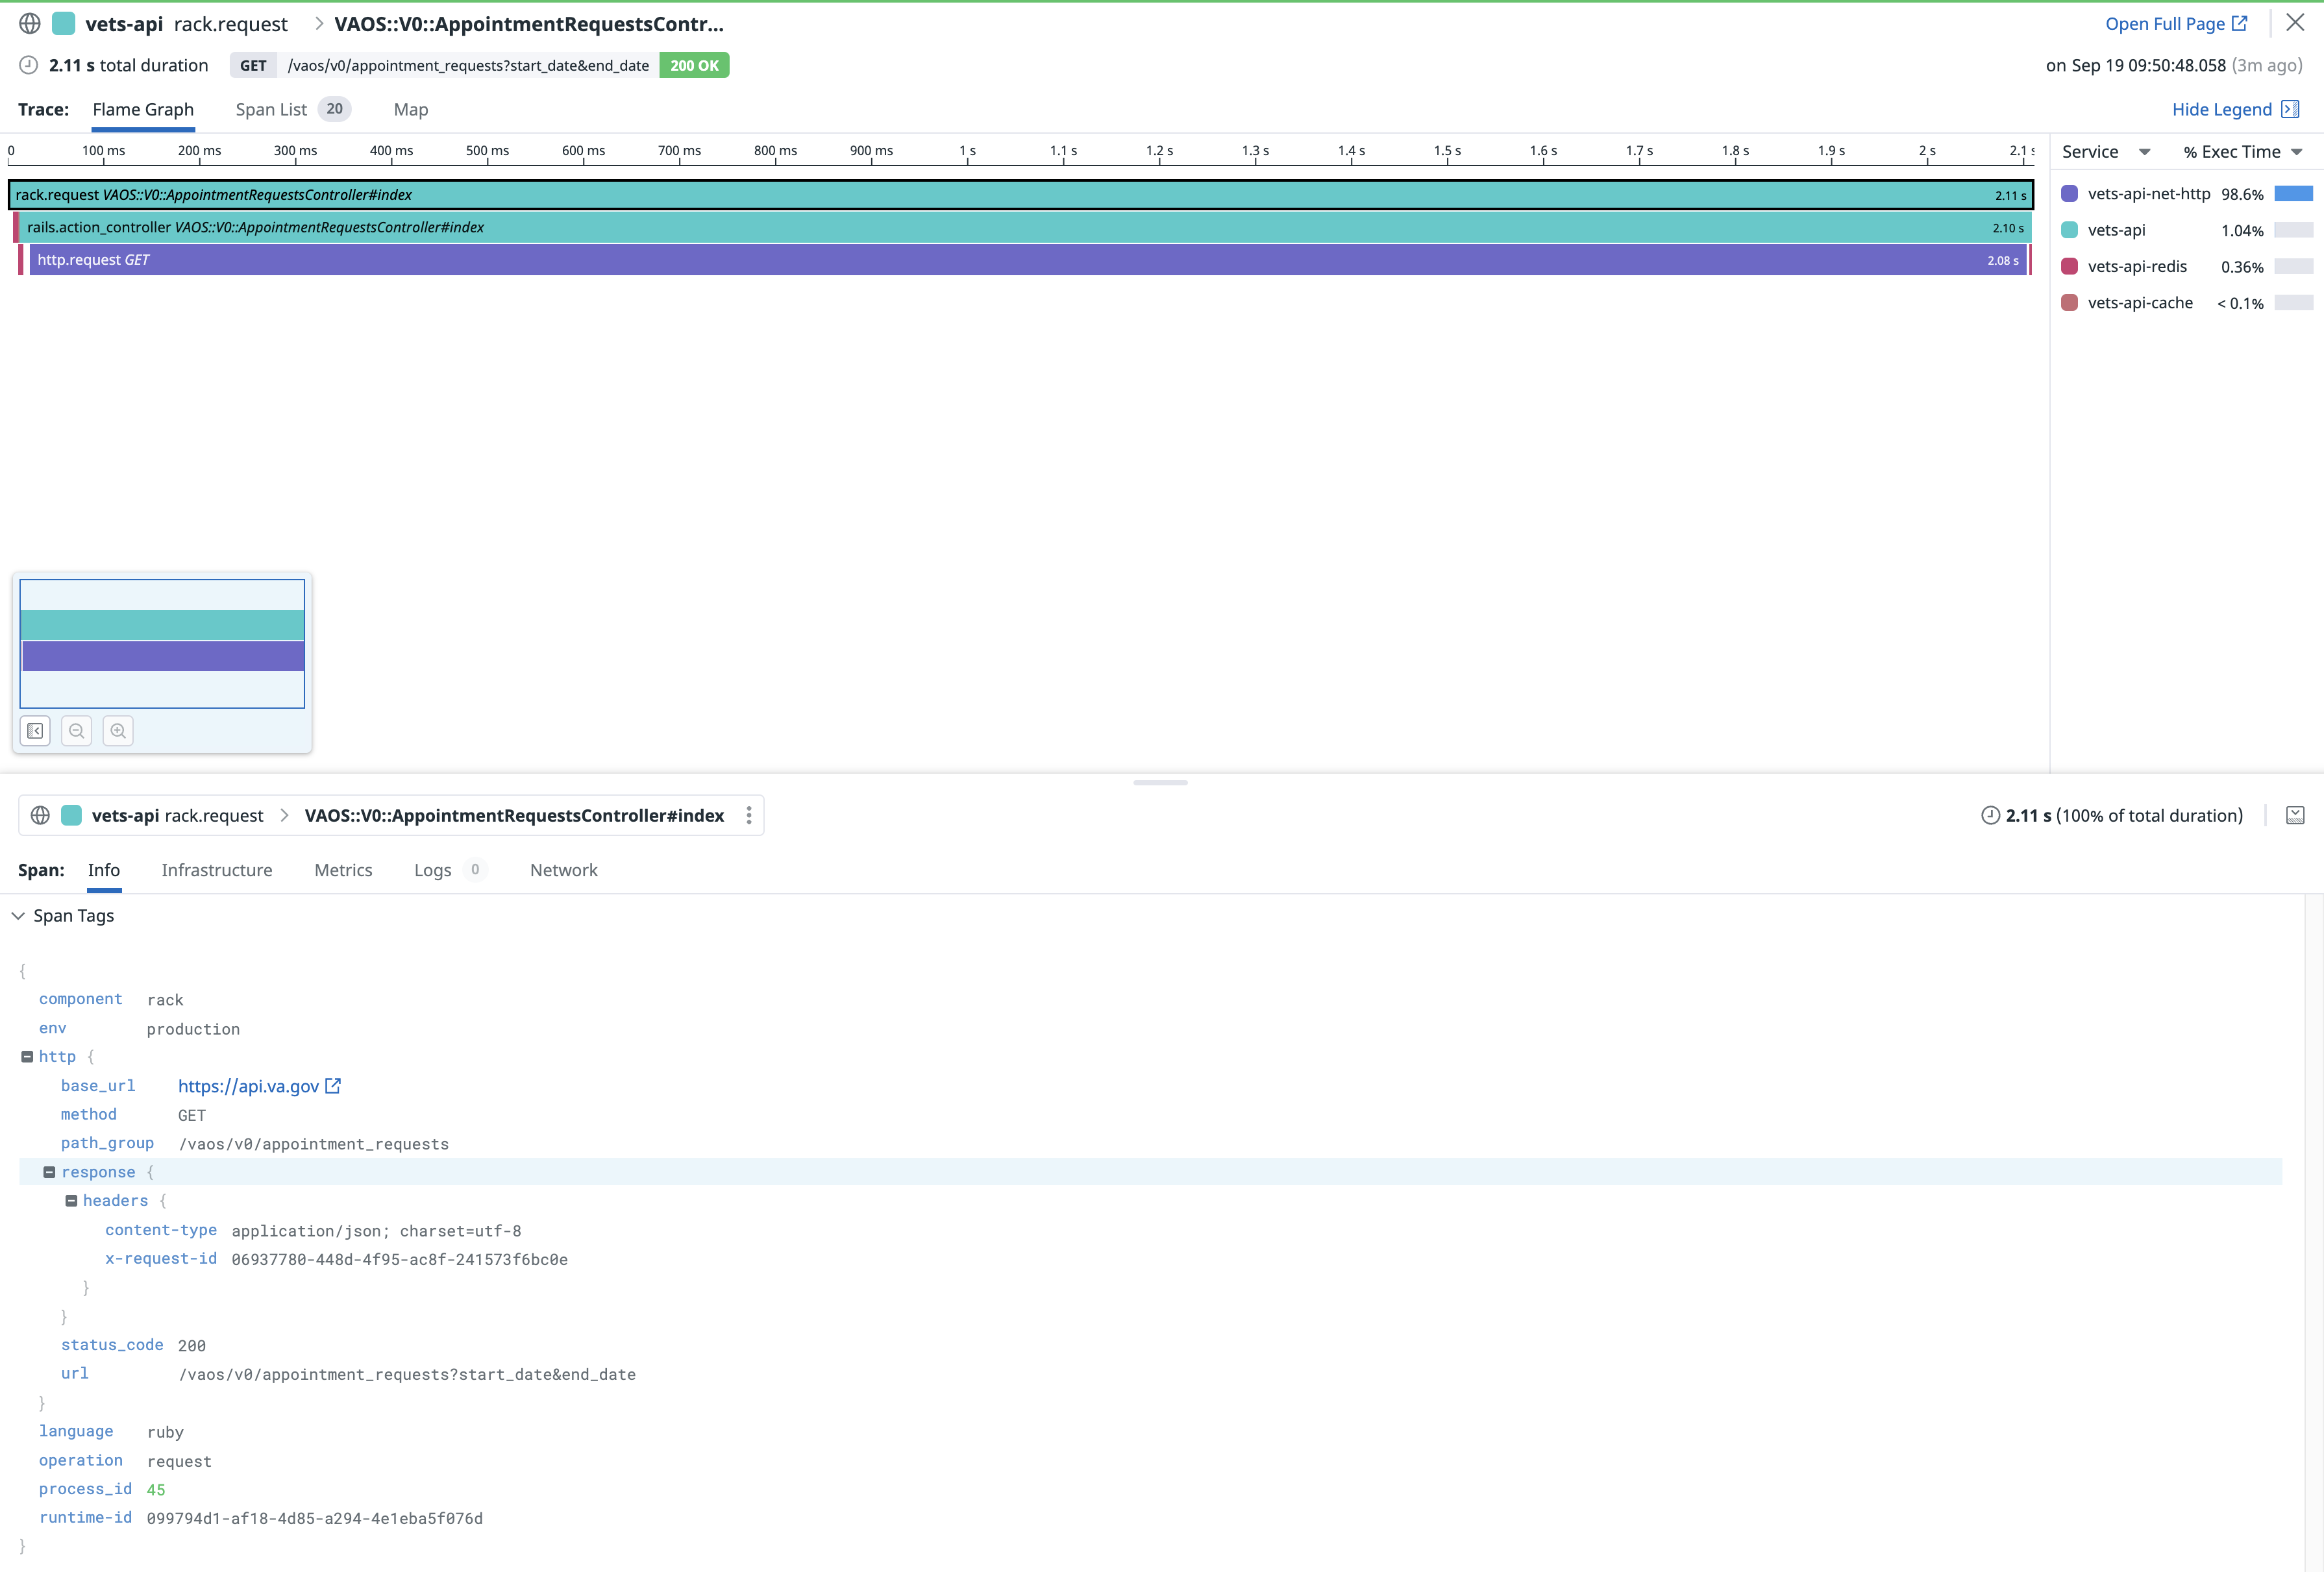 vets-api rack.request > VAOS::V0::AppointmentRequestsContr... Open Full Page
2.11 s total duration GET /vaos/v0/appointment_requests?start_date&end_date 200 OK on Sep 19 09:50:48.058 (3m ago)
Trace: Flame Graph Span List 20 Map Hide Legend
0 100 ms 200 ms 300 ms 400 ms 500 ms 600 ms 700 ms 800 ms 900 ms 1 s 1.1 s 1.2 s 1.3 s 1.4 s 1.5 s 1.6 s 1.7 s 1.8 s 1.9 s 2 s 2.1 s Service % Exec Time
rack.request VAOS::V0::AppointmentRequestsController#index 2.11 s vets-api-net-http 98.6%
rails.action_controller VAOS::V0::AppointmentRequestsController#index 2.10 s vets-api 1.04%
http.request GET 2.08 s vets-api-redis 0.36%
vets-api-cache < 0.1%
vets-api rack.request > VAOS::V0::AppointmentRequestsController#index 2.11 s (100% of total duration)
Span: Info Infrastructure Metrics Logs 0 Network
Span Tags
{
component rack
env production
http {
base_url https://api.va.gov
method GET
path_group /vaos/v0/appointment_requests
response {
headers {
content-type application/json; charset=utf-8
x-request-id 06937780-448d-4f95-ac8f-241573f6bc0e
}
}
status_code 200
url /vaos/v0/appointment_requests?start_date&end_date
}
language ruby
operation request
process_id 45
runtime-id 099794d1-af18-4d85-a294-4e1eba5f076d
}